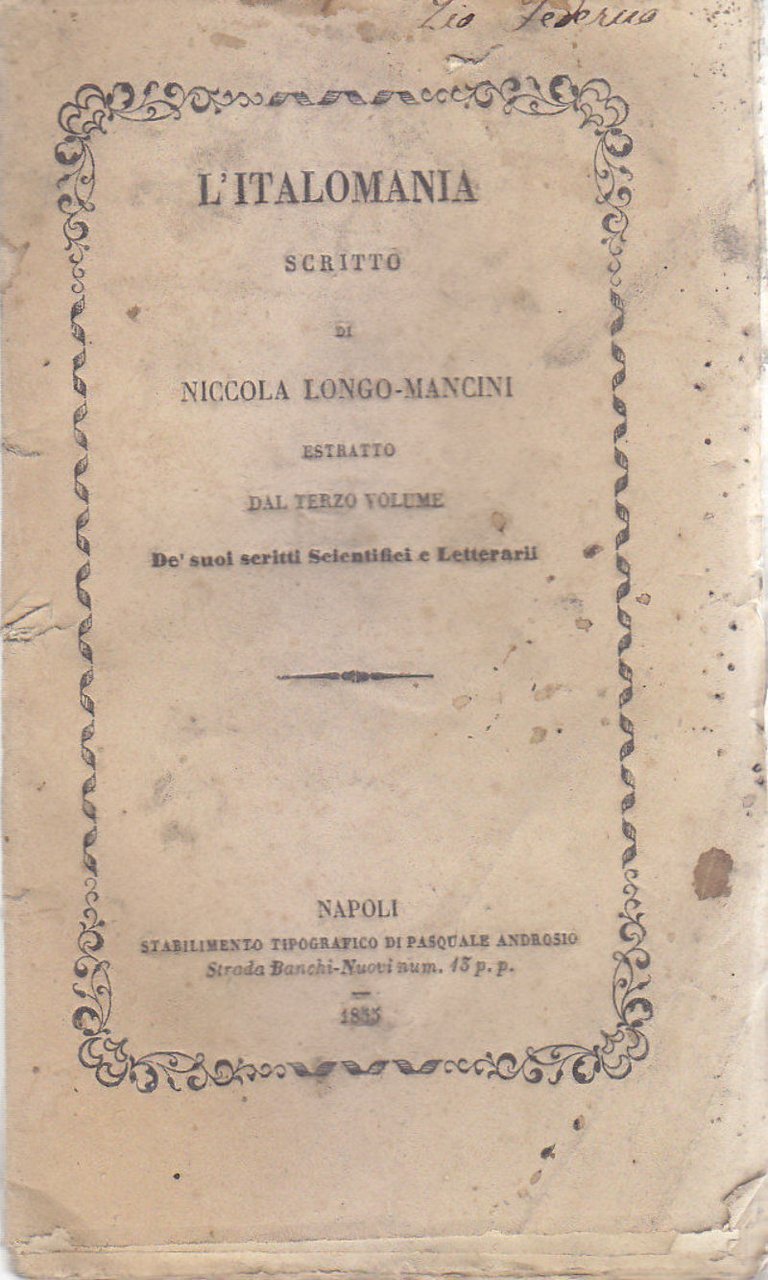 Zio Federico
L'ITALOMANIA
SCRITTO
DI
NICCOLA LONGO-MANCINI
ESTRATTO
DAL TERZO VOLUME
De' suoi scritti Scientifici e Letterarii
NAPOLI
STABILIMENTO TIPOGRAFICO DI PASQUALE ANDROSIO
Strada Banchi-Nuovi num. 13 p. p.
1855